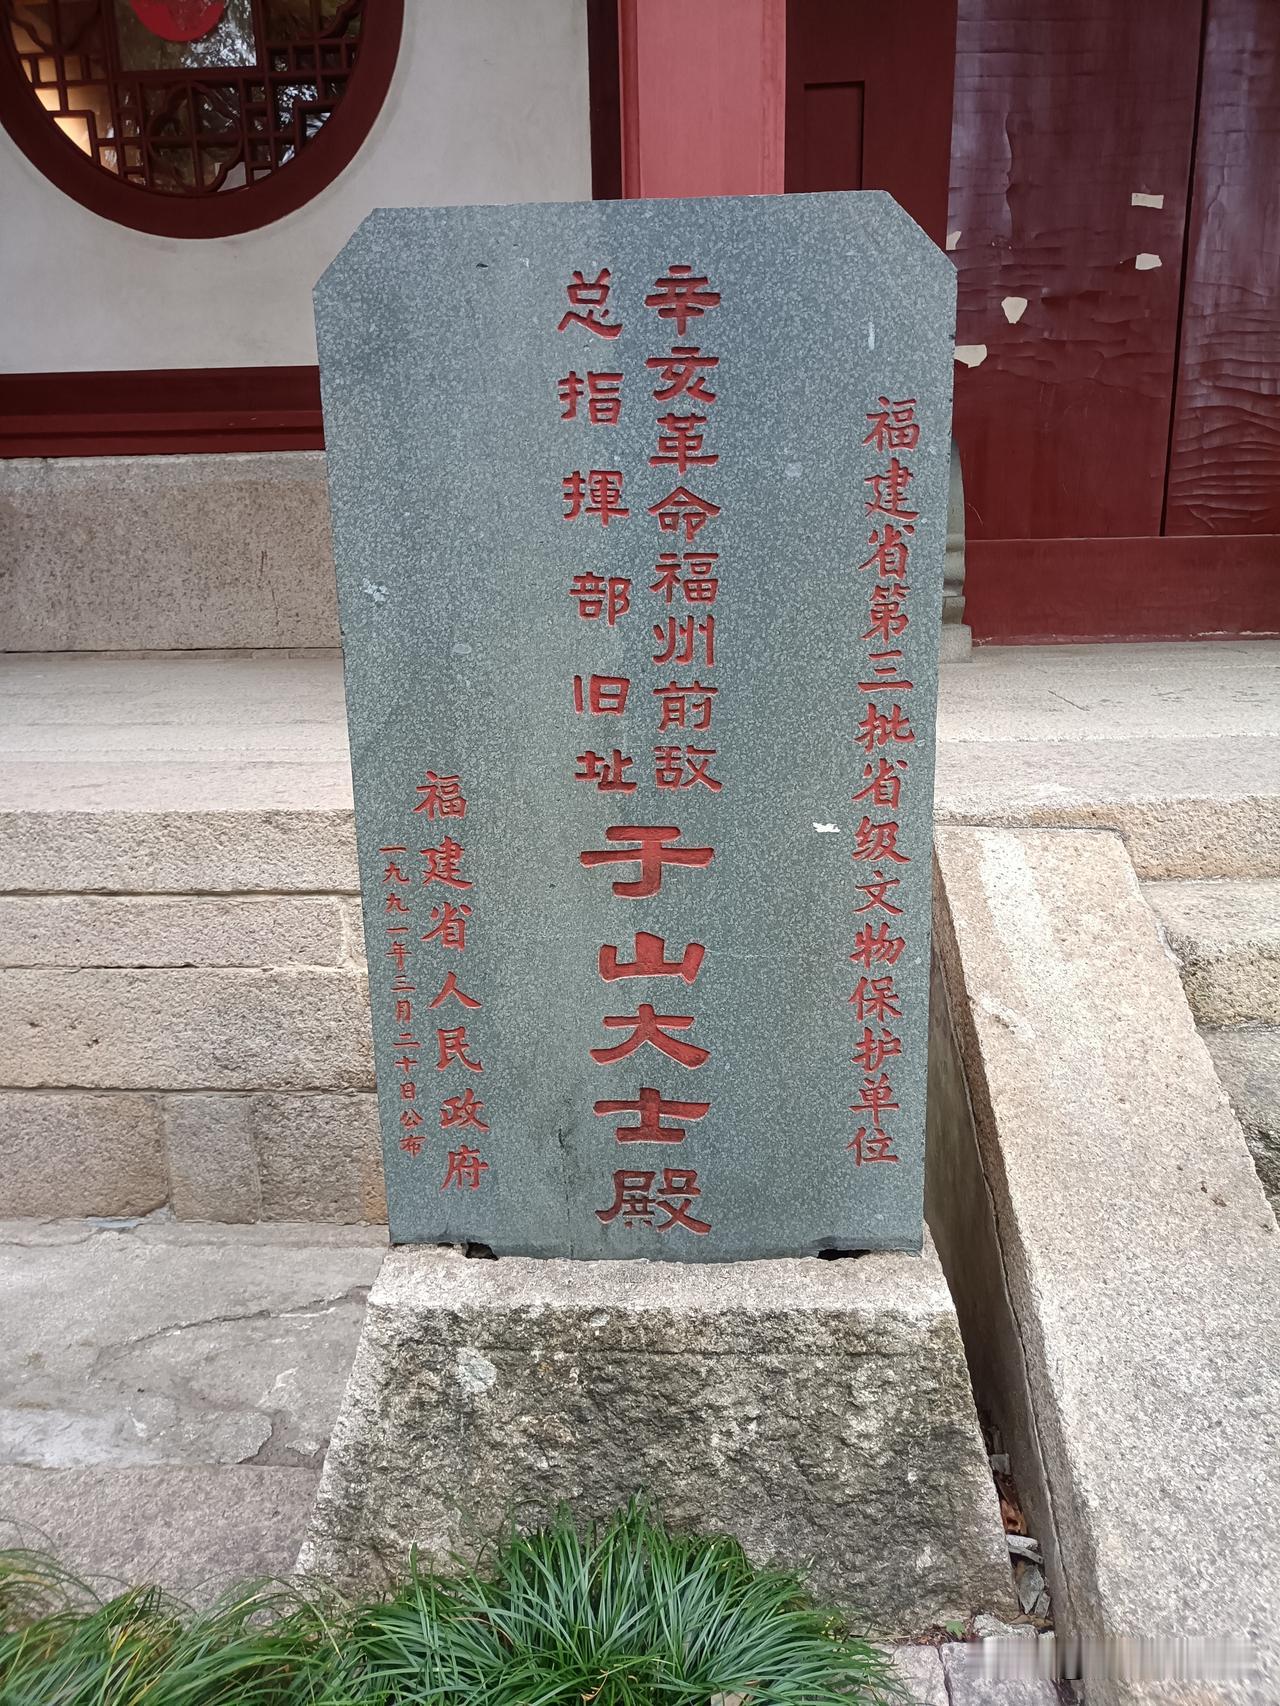 福建省第三批省级文物保护单位
辛亥革命福州前敌
总指揮部旧址
于山大士殿
福建省人民政府
一九九一年三月二十日公布